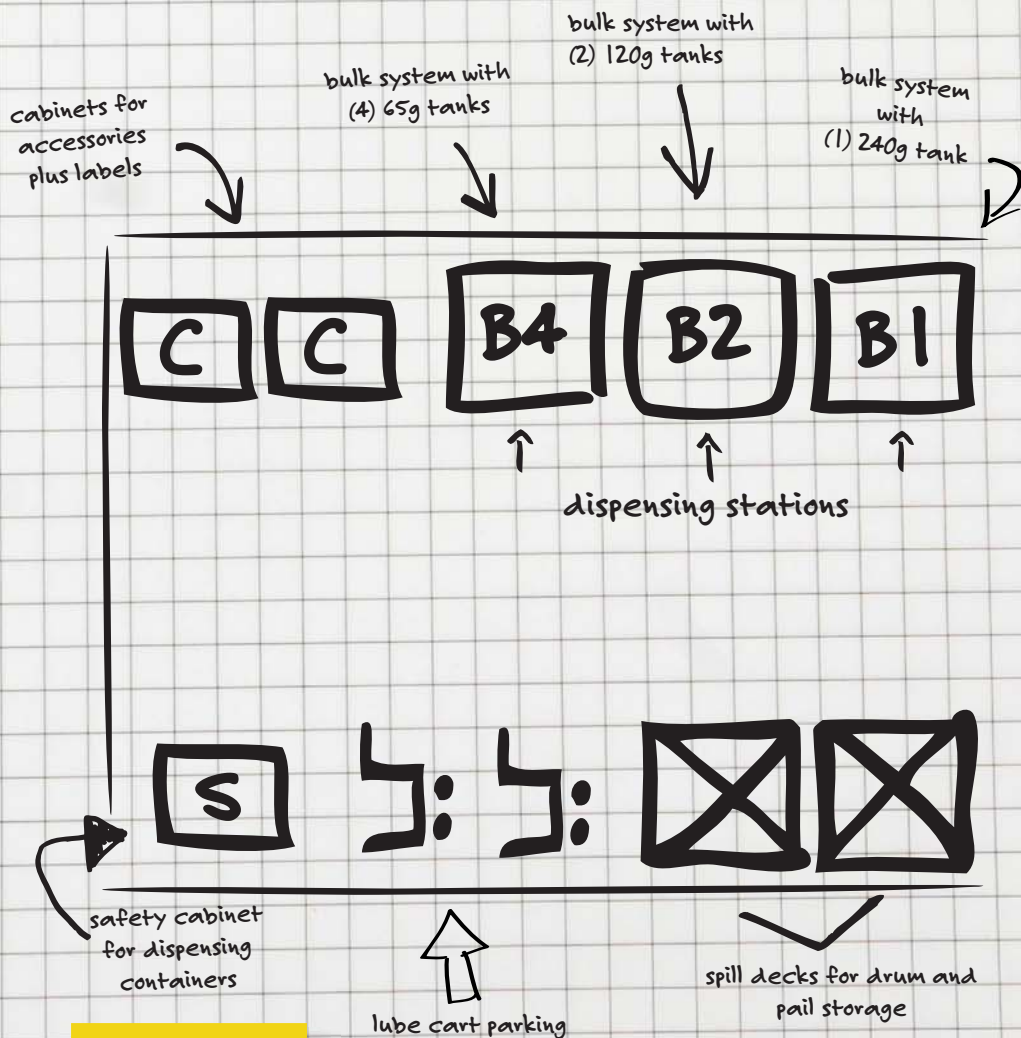 bulk system with
(2) 120g tanks
bulk system with
(4) 65g tanks
bulk system
with
(1) 240g tank
cabinets for
accessories
plus labels
C C B4 B2 B1
dispensing stations
S
safety cabinet
for dispensing
containers
lube cart parking
spill decks for drum and
pail storage